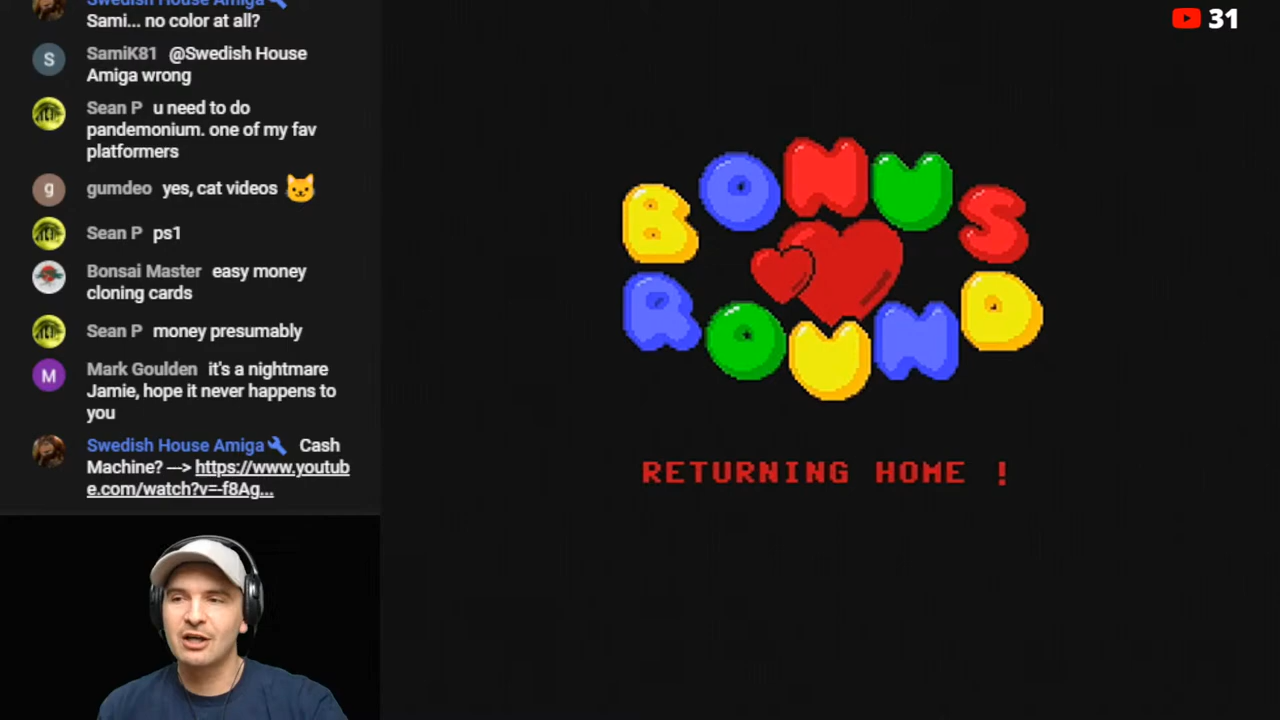 Swedish House Amiga
Sami... no color at all?
S
SamiK81 @Swedish House
Amiga wrong
Sean P u need to do
pandemonium. one of my fav
platformers
g
gumdeo yes, cat videos
Sean P ps1
Bonsai Master easy money
cloning cards
Sean P money presumably
M
Mark Goulden it's a nightmare
Jamie, hope it never happens to
you
Swedish House Amiga Cash
Machine? ---> https://www.youtub
e.com/watch?v=-f8Ag...
31
BONUS
ROUND
RETURNING HOME !